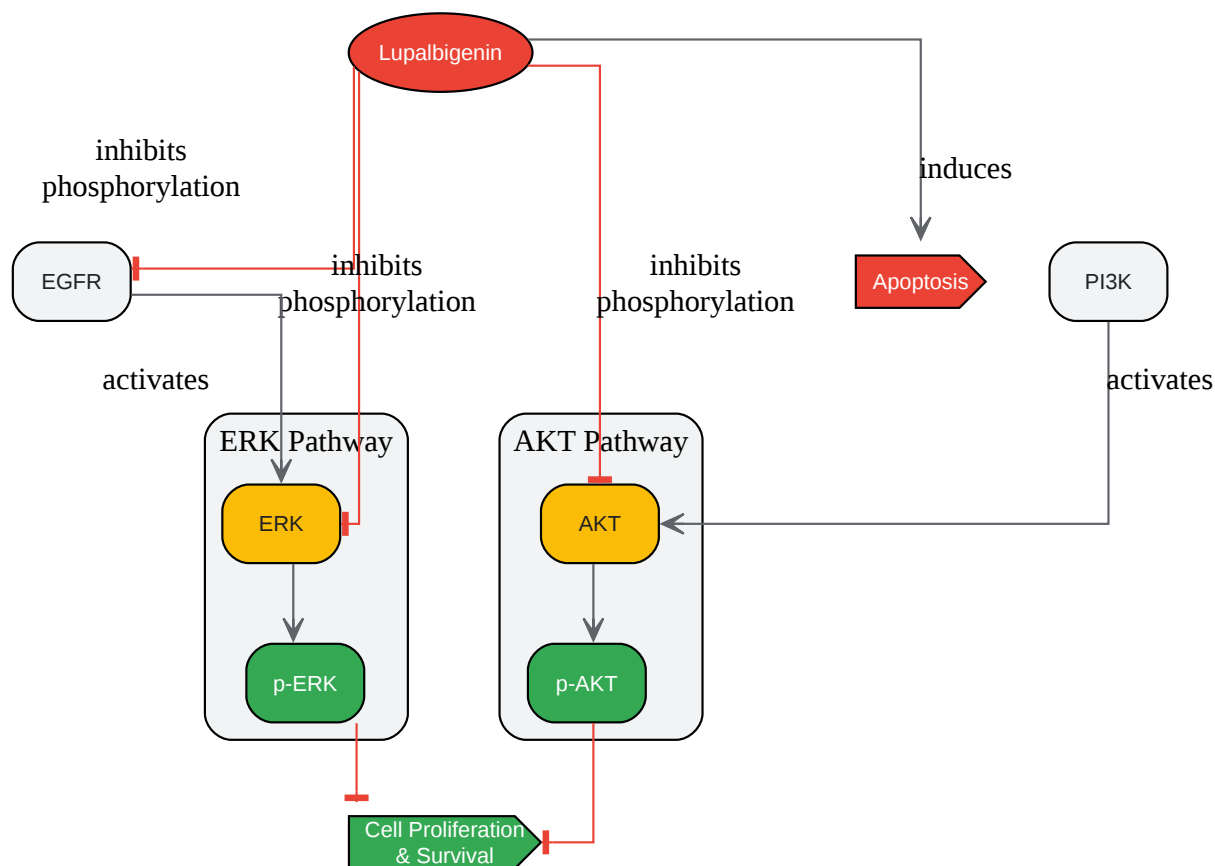 Lupalbigenin
inhibits
phosphorylation
induces
EGFR
inhibits
phosphorylation
inhibits
phosphorylation
Apoptosis
PI3K
activates
activates
ERK Pathway
AKT Pathway
ERK
AKT
p-ERK
p-AKT
Cell Proliferation
& Survival